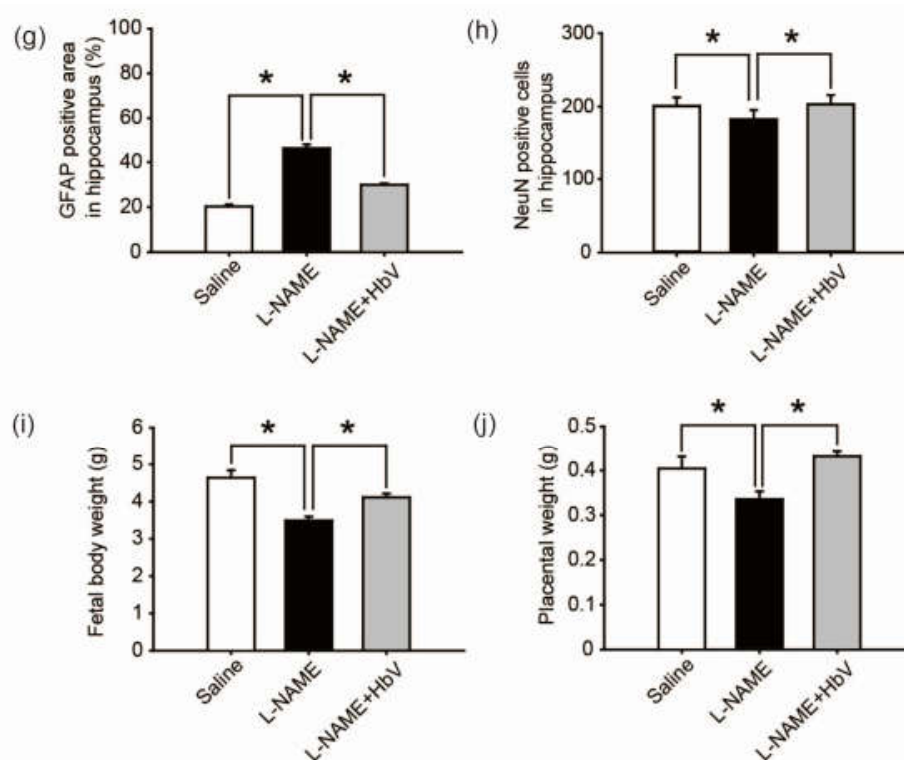 (g)
GFAP positive area
in hippocampus (%)
100
80
60
40
20
0
* *
Saline
L-NAME
L-NAME+HbV
(h)
NeuN positive cells
in hippocampus
300
200
100
0
* *
Saline
L-NAME
L-NAME+HbV
(i)
Fetal body weight (g)
6
5
4
3
2
1
0
* *
Saline
L-NAME
L-NAME+HbV
(j)
Placental weight (g)
0.5
0.4
0.3
0.2
0.1
0
* *
Saline
L-NAME
L-NAME+HbV